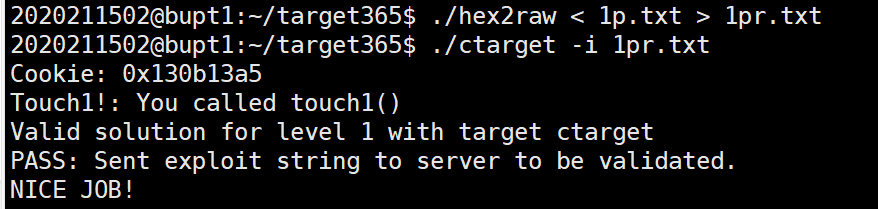 2020211502@bupt1:~/target365$ ./hex2raw < 1p.txt > 1pr.txt
2020211502@bupt1:~/target365$ ./ctarget -i 1pr.txt
Cookie: 0x130b13a5
Touch1!: You called touch1()
Valid solution for level 1 with target ctarget
PASS: Sent exploit string to server to be validated.
NICE JOB!